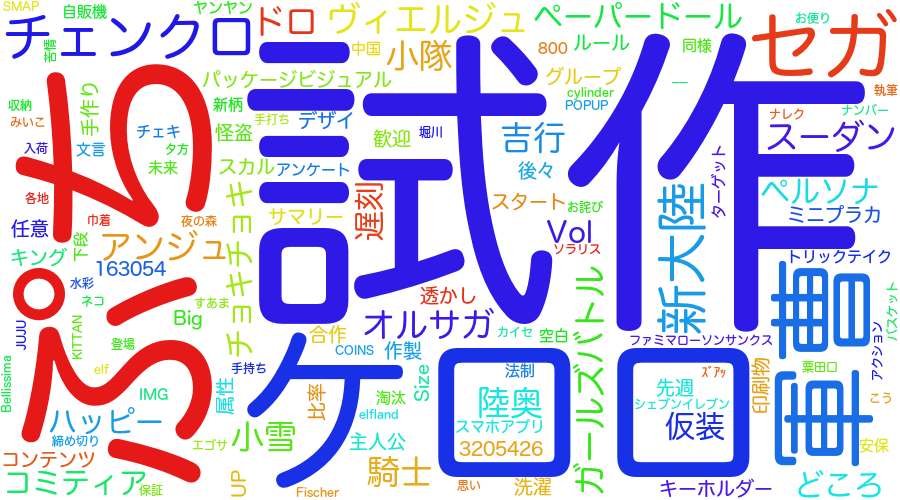 SMAP
自販機
ヤンヤン
チェンクロ
ドロ
ヴィエルジュ
ペーパードール
お便り
セガ
苦情
中国
小隊
800
ルール
同様
パッケージビジュアル
グループ
cylinder
POPUP
執筆
収納
手作り
新柄
手打ち
デザイ
ナレク
ナンバー
みいこ
チェキ
怪盗
歓迎
堀川
吉行
スーダン
入荷
文言
夕方
未来
スカル
アンケート
後々
ターゲット
ぷち
試作
各地
巾着
夜の森
チョキチョキ
サマリー
遅刻
スタート
お詫び
新大陸
ペルソナ
ミニプラカ
任意
下段
アンジュ
Vol
ソラリス
キング
163054
トリックテイク
水彩
ネコ
すあま
透かし
ガールズバトル
曹
バスケット
JUJU
KITTAN
登場
Big
合作
オルサガ
カイセ
空白
ファミマローソンサンクス
アクション
COINS
作製
Bellissima
elf
手持ち
ケロロ
法制
ズアッ
軍
粟田口
IMG
属性
比率
淘汰
Size
陸奥
先週
シェブンイレブン
印刷物
こう
ハッピー
elfland
スマホアプリ
仮装
締め切り
エゴサ
小雪
主人公
3205426
安保
コンテンツ
騎士
コミティア
保証
UP
Fischer
思い
洗濯
キーホルダー
どころ